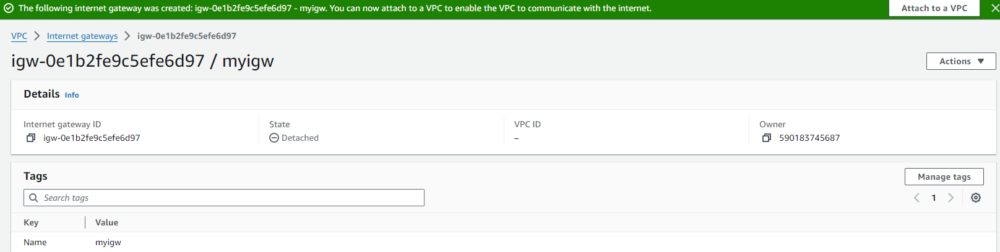 The following internet gateway was created: igw-0e1b2fe9c5efe6d97 - myigw. You can now attach to a VPC to enable the VPC to communicate with the internet. Attach to a VPC
VPC Internet gateways igw-0e1b2fe9c5efe6d97
igw-0e1b2fe9c5efe6d97 / myigw
Actions
Details Info
Internet gateway ID State VPC ID Owner
igw-0e1b2fe9c5efe6d97 Detached – 590183745687
Tags
Manage tags
Search tags
1
Key Value
Name myigw